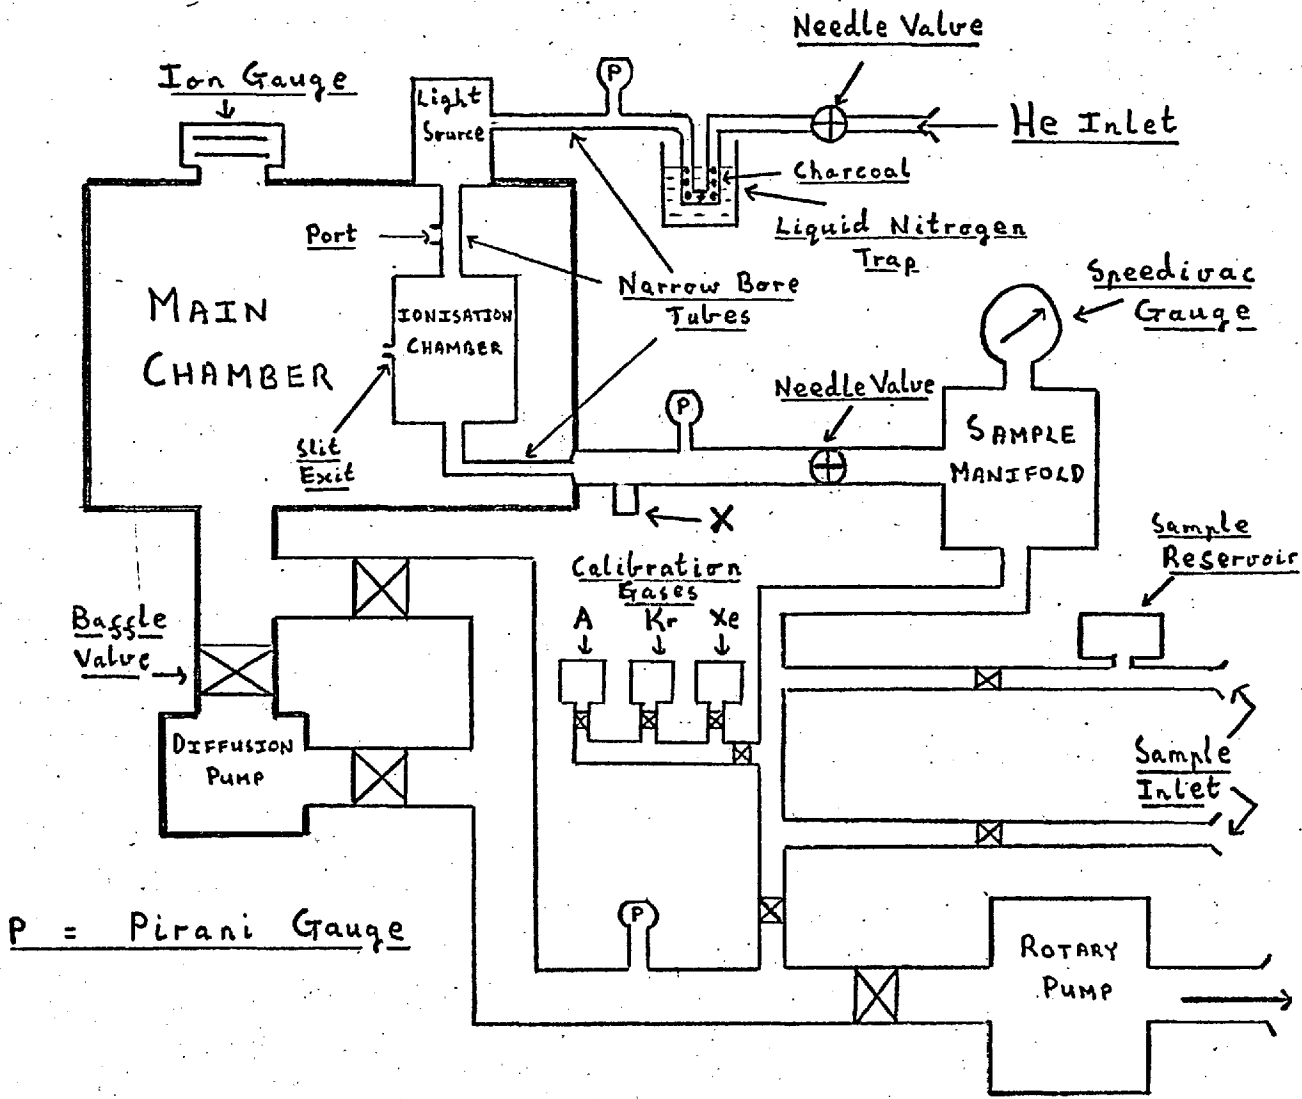 Needle Valve
Ion Gauge
P
Light
Source
He Inlet
Charcoal
Liquid Nitrogen
Trap
Port
Narrow Bore
Tubes
Speedivac
Gauge
MAIN
CHAMBER
IONISATION
CHAMBER
Needle Valve
P
SAMPLE
MANIFOLD
Slit
Exit
X
Sample
Reservoir
Calibration
Gases
A Kr Xe
Baffle
Valve
DIFFUSION
PUMP
Sample
Inlet
P
P = Pirani Gauge
ROTARY
PUMP